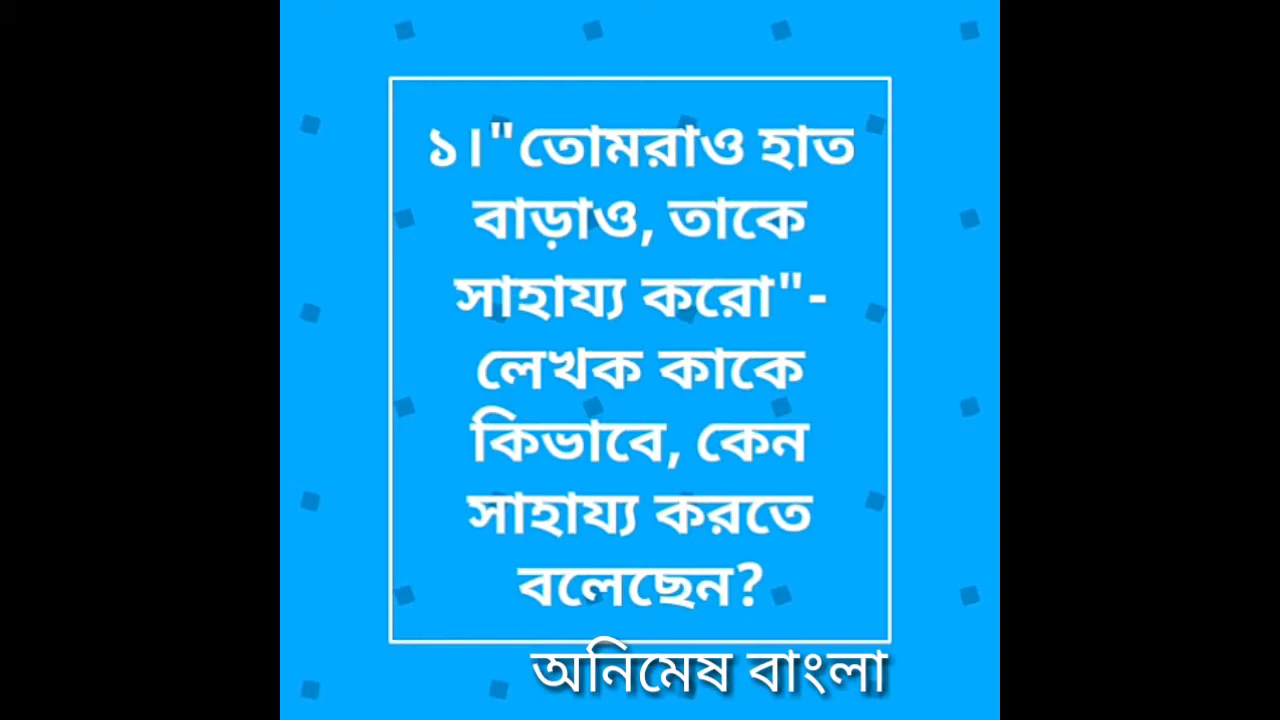 ১।"তোমরাও হাত
বাড়াও, তাকে
সাহায্য করো"-
লেখক কাকে
কিভাবে, কেন
সাহায্য করতে
বলেছেন?
অনিমেষ বাংলা